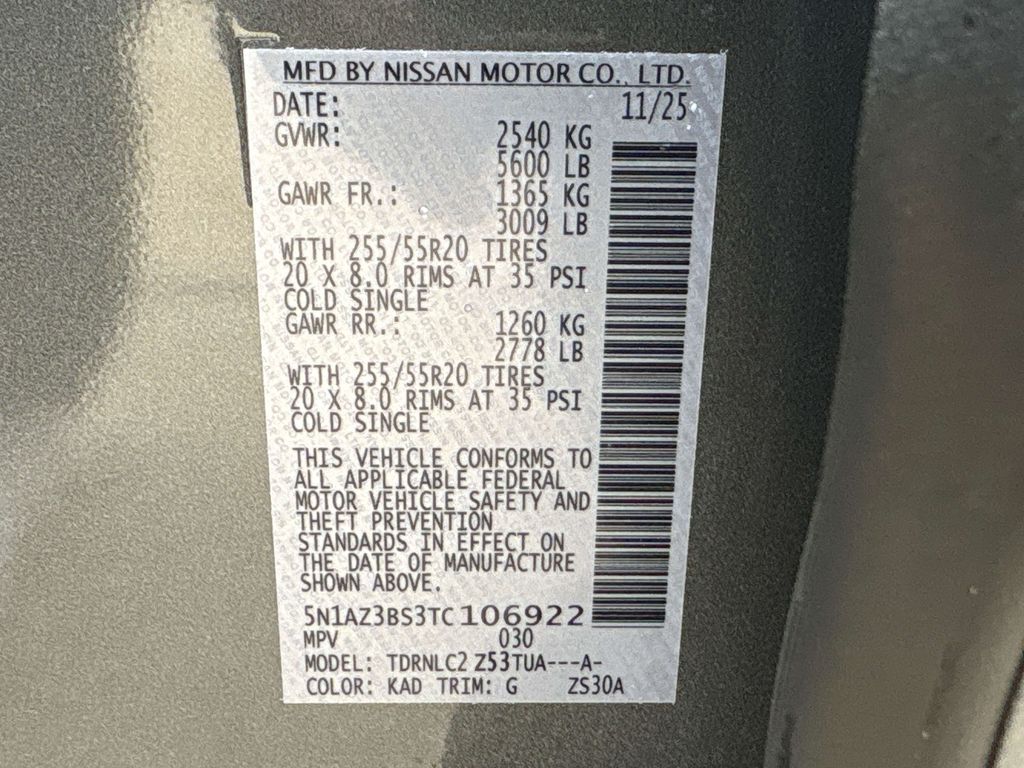 MFD BY NISSAN MOTOR CO., LTD.
DATE: 11/25
GVWR: 2540 KG
5600 LB
GAWR FR.: 1365 KG
3009 LB
WITH 255/55R20 TIRES
20 X 8.0 RIMS AT 35 PSI
COLD SINGLE
GAWR RR.: 1260 KG
2778 LB
WITH 255/55R20 TIRES
20 X 8.0 RIMS AT 35 PSI
COLD SINGLE
THIS VEHICLE CONFORMS TO
ALL APPLICABLE FEDERAL
MOTOR VEHICLE SAFETY AND
THEFT PREVENTION
STANDARDS IN EFFECT ON
THE DATE OF MANUFACTURE
SHOWN ABOVE.
5N1AZ3BS3TC106922
MPV 030
MODEL: TDRNLC2 Z53TUA---A-
COLOR: KAD TRIM: G ZS30A